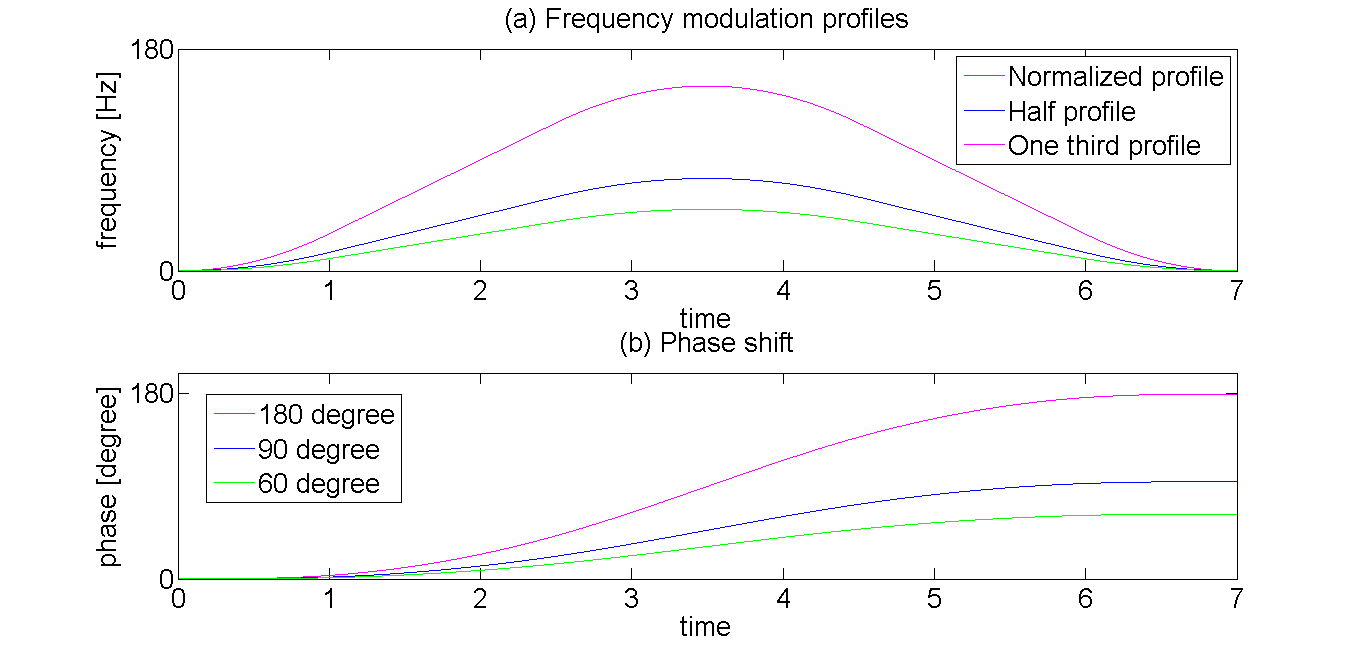 (a) Frequency modulation profiles
180
frequency [Hz]
Normalized profile
Half profile
One third profile
0
0 1 2 3 4 5 6 7
time
(b) Phase shift
180
phase [degree]
180 degree
90 degree
60 degree
0
0 1 2 3 4 5 6 7
time